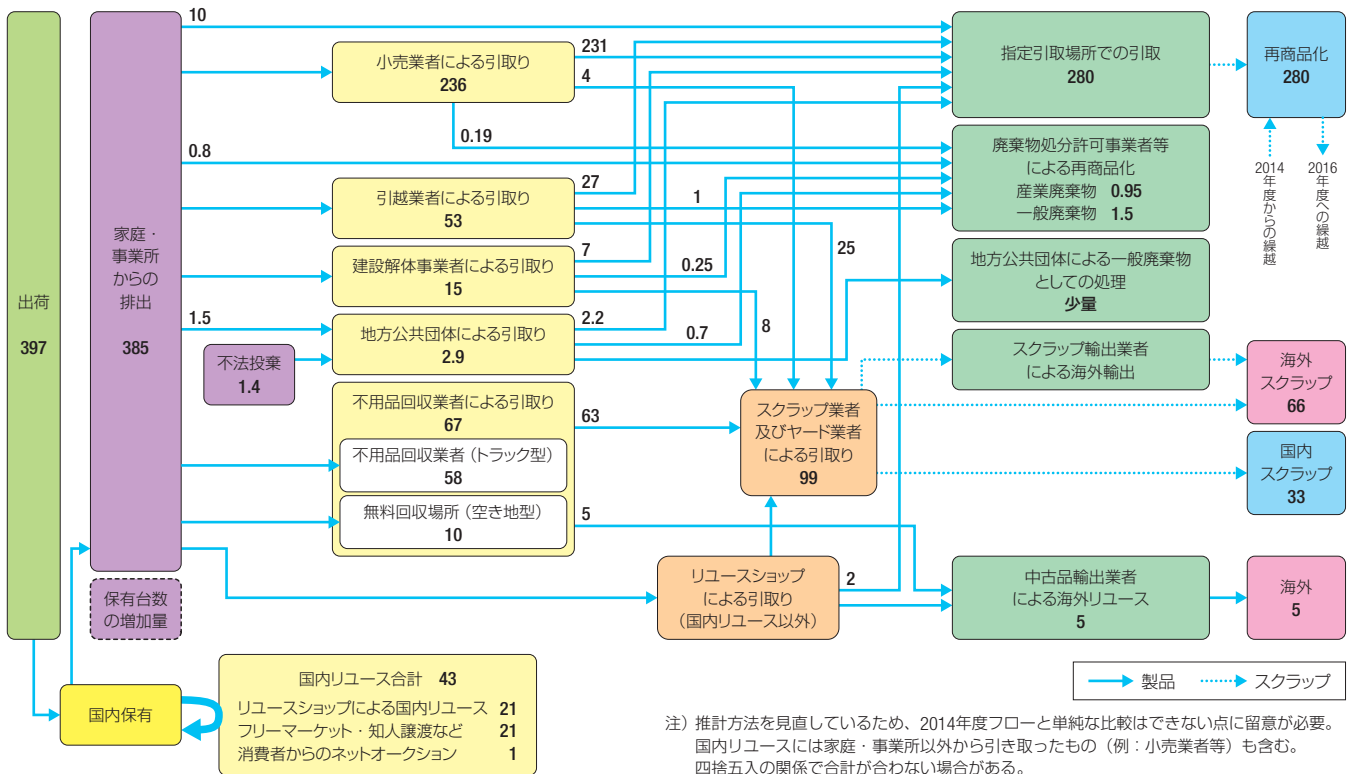 出荷
397
家庭・
事業所
からの
排出
385
保有台数
の増加量
国内保有
不法投棄
1.4
10
0.8
1.5
小売業者による引取り
236
231
4
0.19
引越業者による引取り
53
27
1
25
建設解体事業者による引取り
15
7
0.25
8
地方公共団体による引取り
2.9
2.2
0.7
不用品回収業者による引取り
67
63
不用品回収業者（トラック型）
58
無料回収場所（空き地型）
10
5
スクラップ業者
及びヤード業者
による引取り
99
リユースショップ
による引取り
（国内リユース以外）
2
指定引取場所での引取
280
廃棄物処分許可事業者等
による再商品化
産業廃棄物 0.95
一般廃棄物 1.5
地方公共団体による一般廃棄物
としての処理
少量
スクラップ輸出業者
による海外輸出
中古品輸出業者
による海外リユース
5
再商品化
280
2014年度からの繰越
2016年度への繰越
海外
スクラップ
66
国内
スクラップ
33
海外
5
国内リユース合計 43
リユースショップによる国内リユース 21
フリーマーケット・知人譲渡など 21
消費者からのネットオークション 1
製品 スクラップ
注）推計方法を見直しているため、2014年度フローと単純な比較はできない点に留意が必要。
国内リユースには家庭・事業所以外から引き取ったもの（例：小売業者等）も含む。
四捨五入の関係で合計が合わない場合がある。